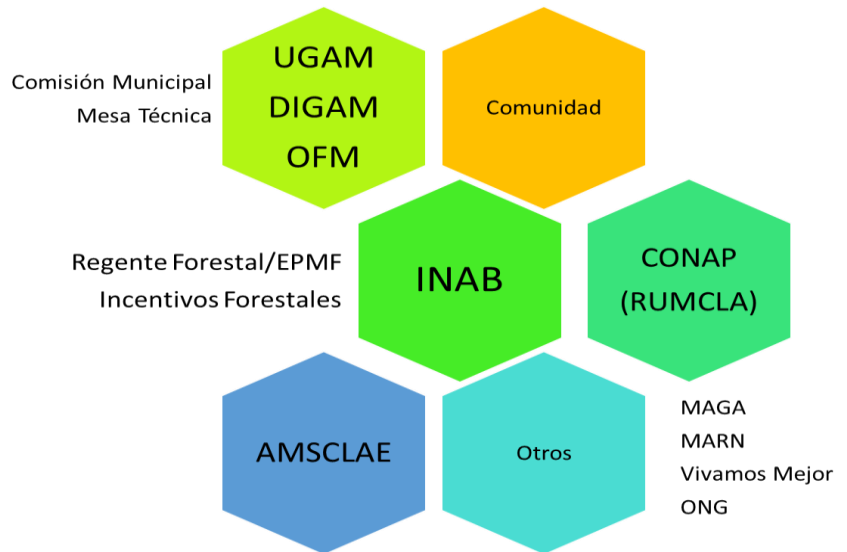 Comisión Municipal
Mesa Técnica
UGAM
DIGAM
OFM
Comunidad
Regente Forestal/EPMF
Incentivos Forestales
INAB
CONAP
(RUMCLA)
AMSCLAE
Otros
MAGA
MARN
Vivamos Mejor
ONG